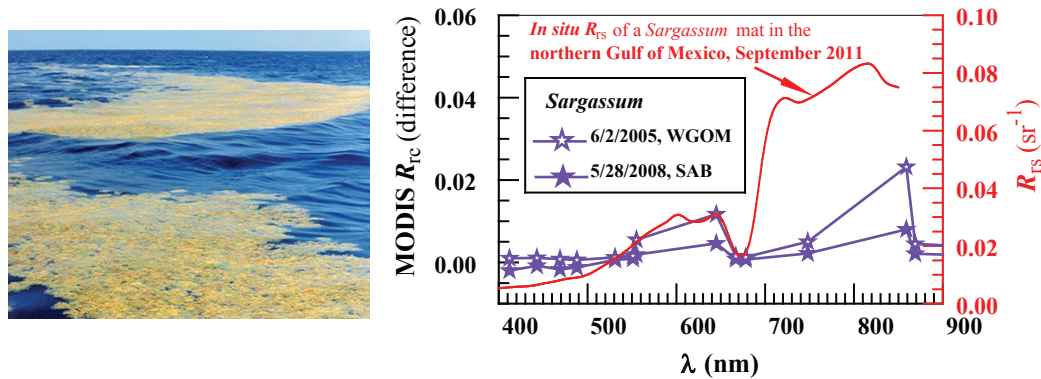 0.06
0.04
0.02
0.00
MODIS Rrc (difference)
In situ Rrs of a Sargassum mat in the
northern Gulf of Mexico, September 2011
Sargassum
6/2/2005, WGOM
5/28/2008, SAB
0.10
0.08
0.06
0.04
0.02
0.00
Rrs (sr-1)
400 500 600 700 800 900
λ (nm)